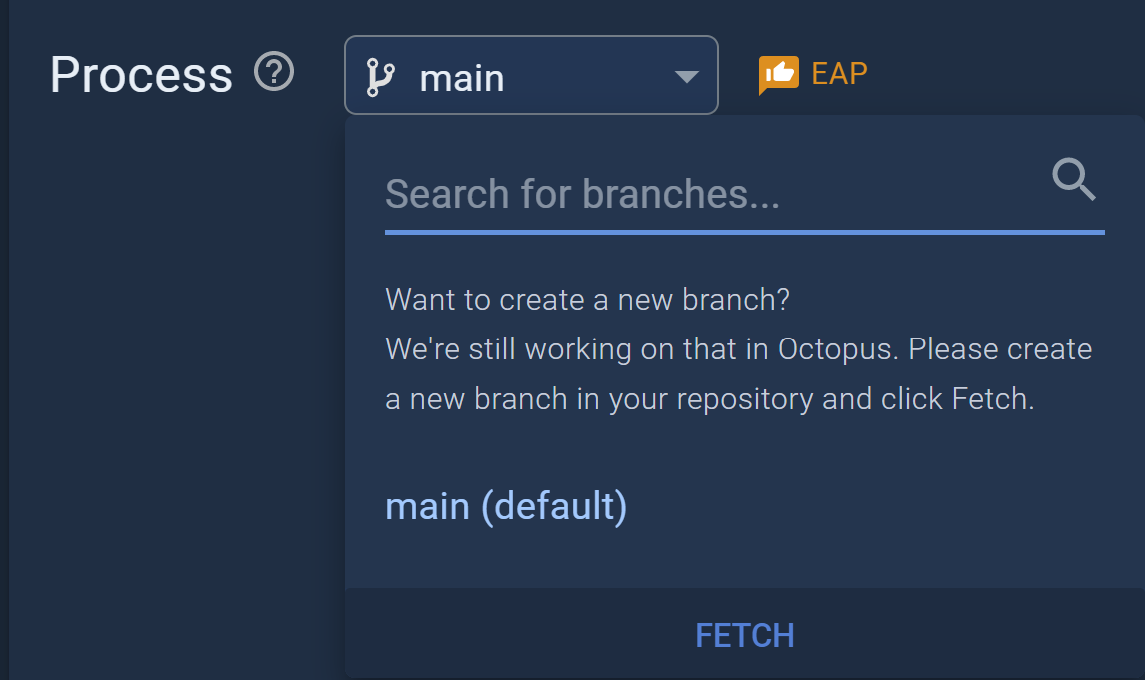 Process
main
EAP
Search for branches...
Want to create a new branch?
We're still working on that in Octopus. Please create
a new branch in your repository and click Fetch.
main (default)
FETCH